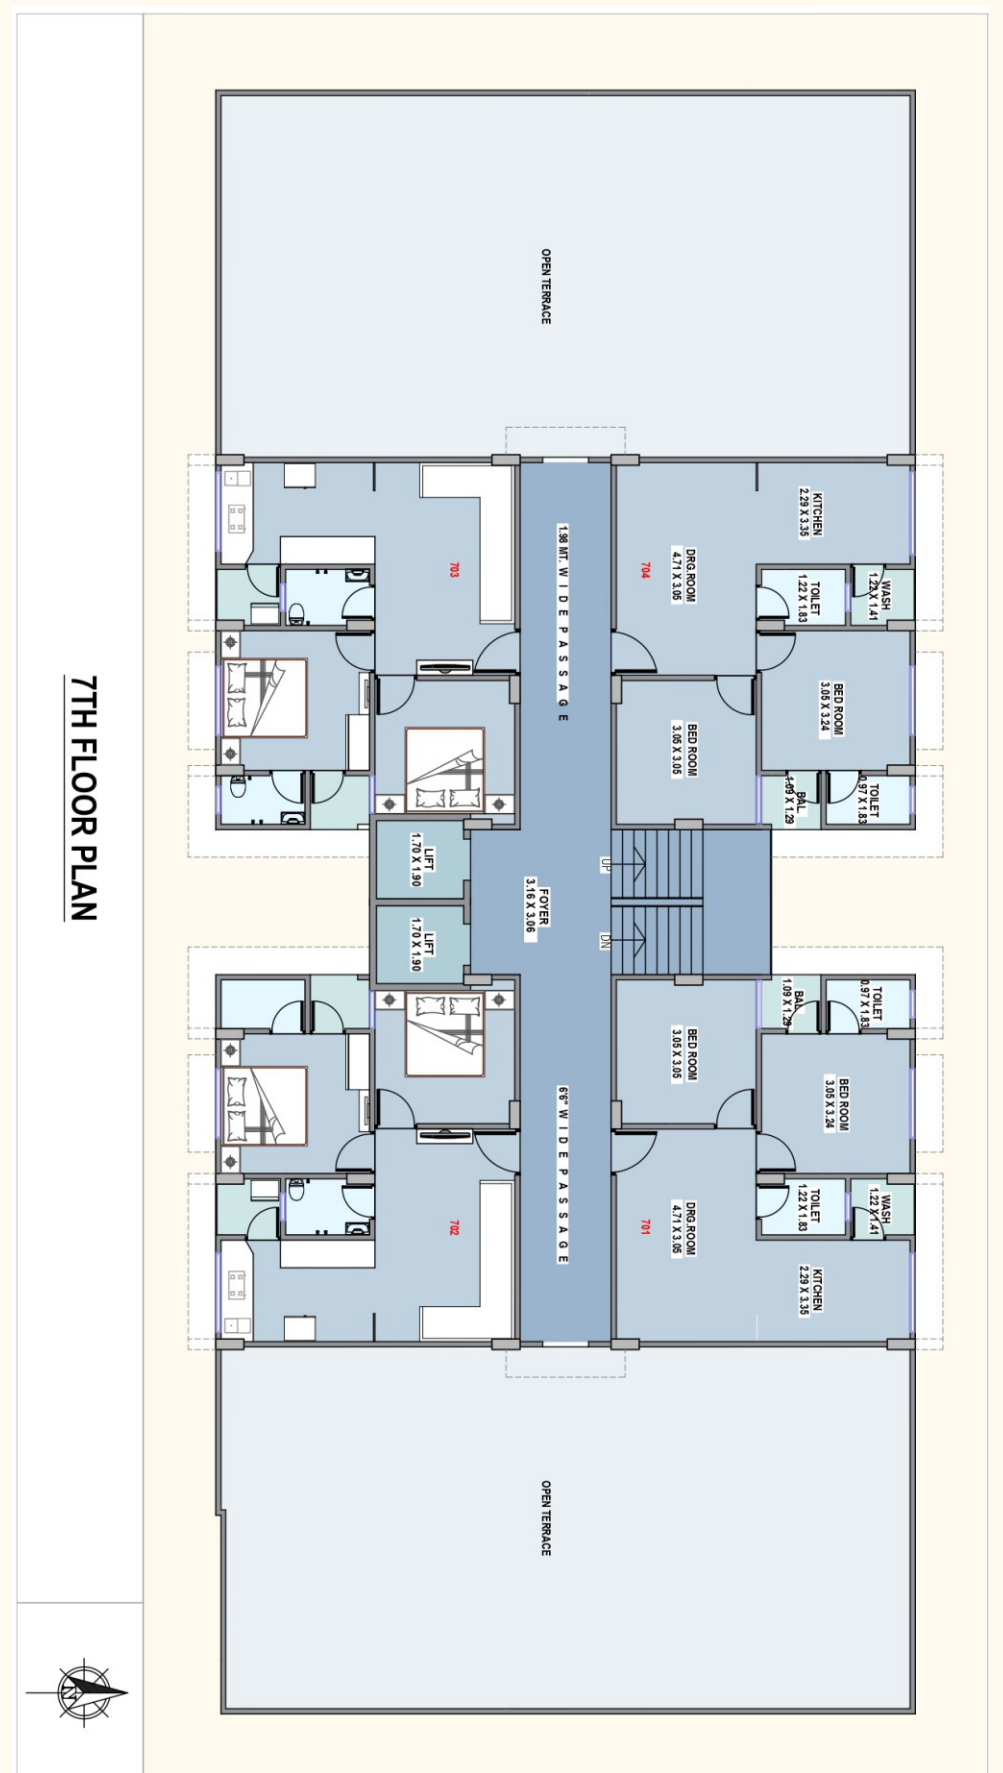 WASH
1.22 X 1.41
TOILET
0.97 X 1.83
TOILET
0.97 X 1.83
WASH
1.22 X 1.41
KITCHEN
2.29 X 3.35
TOILET
1.22 X 1.83
BED ROOM
3.05 X 3.24
BAL.
1.09 X 1.29
BAL.
1.09 X 1.29
BED ROOM
3.05 X 3.24
TOILET
1.22 X 1.83
KITCHEN
2.29 X 3.35
DRG.ROOM
4.71 X 3.05
BED ROOM
3.05 X 3.05
BED ROOM
3.05 X 3.05
DRG.ROOM
4.71 X 3.05
704
701
UP
DN
1.98 MT. WIDE PASSAGE
6'6" WIDE PASSAGE
OPEN TERRACE
FOYER
3.16 X 3.06
OPEN TERRACE
703
LIFT
1.70 X 1.90
LIFT
1.70 X 1.90
702
7TH FLOOR PLAN
N